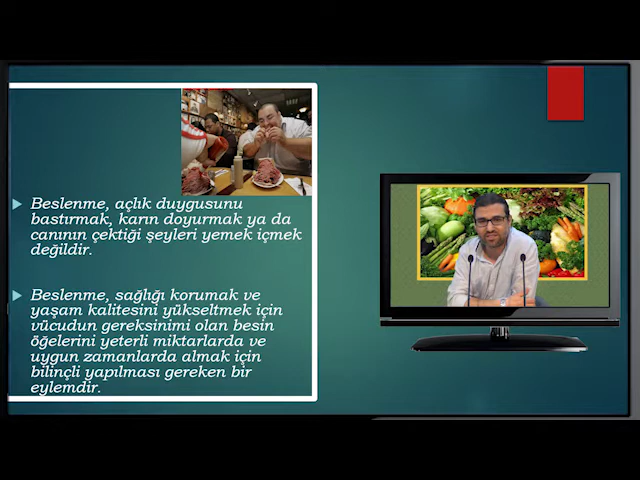 Beslenme, açlık duygusunu
bastırmak, karın doyurmak ya da
canının çektiği şeyleri yemek içmek
değildir.
Beslenme, sağlığı korumak ve
yaşam kalitesini yükseltmek için
vücudun gereksinimi olan besin
öğelerini yeterli miktarlarda ve
uygun zamanlarda almak için
bilinçli yapılması gereken bir
eylemdir.